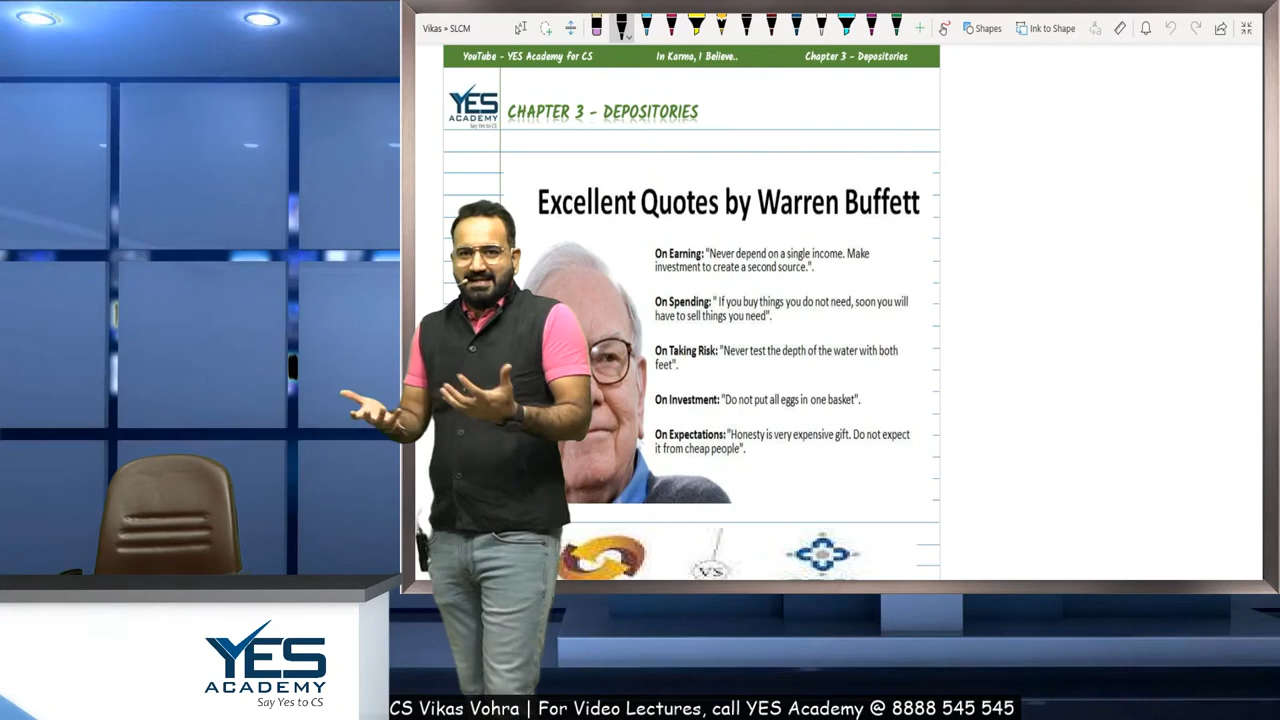 Vikas » SLCM
Shapes
Ink to Shape
YouTube - YES Academy for CS In Karma, I Believe.. Chapter 3 - Depositories
YES
ACADEMY
Say Yes to CS
CHAPTER 3 - DEPOSITORIES
Excellent Quotes by Warren Buffett
On Earning: "Never depend on a single income. Make
investment to create a second source.".
On Spending: " If you buy things you do not need, soon you will
have to sell things you need".
On Taking Risk: "Never test the depth of the water with both
feet".
On Investment: "Do not put all eggs in one basket".
On Expectations: "Honesty is very expensive gift. Do not expect
it from cheap people".
VS
YES
ACADEMY
Say Yes to CS
CS Vikas Vohra | For Video Lectures, call YES Academy @ 8888 545 545